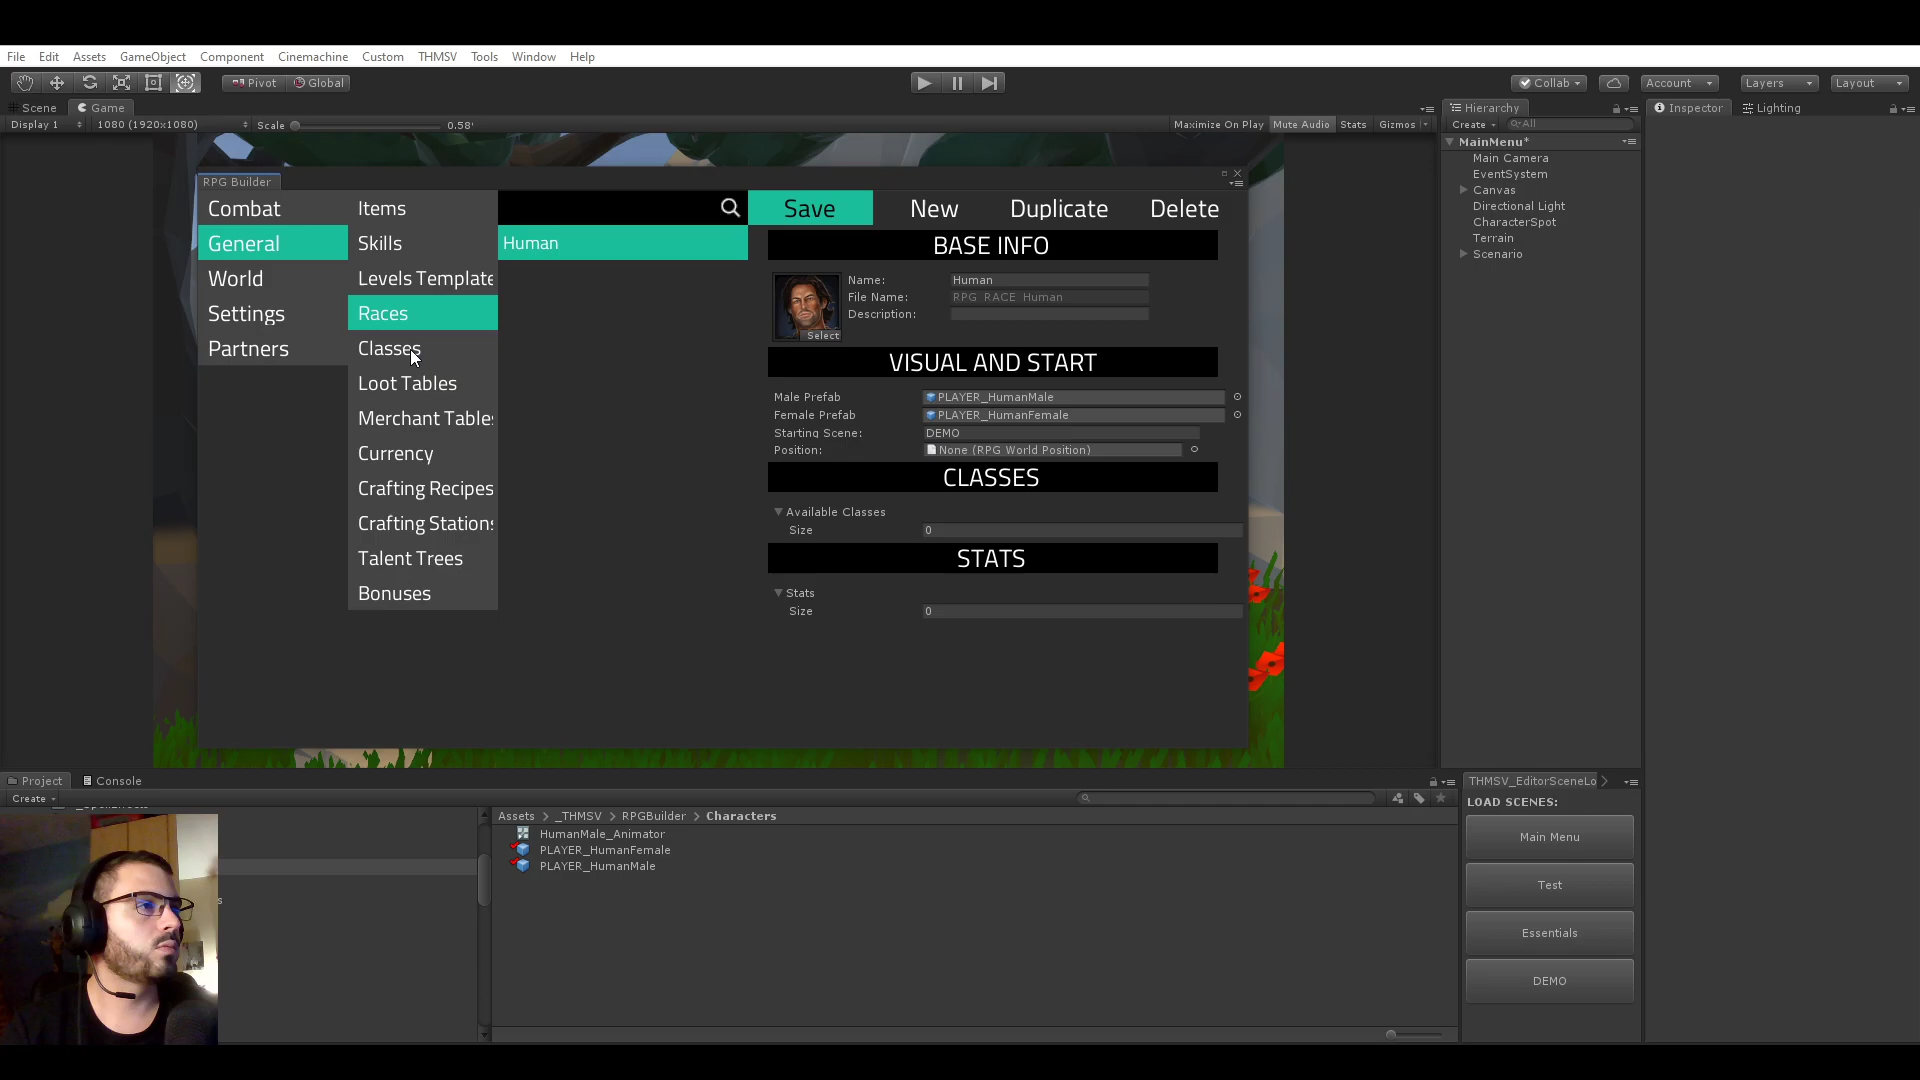 File Edit Assets GameObject Component Cinemachine Custom THMSV Tools Window Help
Pivot Global Collab Account Layers Layout
Scene Game Hierarchy Inspector Lighting
Display 1 1080 (1920x1080) Scale 0.58 Maximize On Play Mute Audio Stats Gizmos Create All
MainMenu*
Main Camera
EventSystem
Canvas
Directional Light
CharacterSpot
Terrain
Scenario
RPG Builder
Combat
General
World
Settings
Partners
Items
Skills
Levels Template
Races
Classes
Loot Tables
Merchant Tables
Currency
Crafting Recipes
Crafting Stations
Talent Trees
Bonuses
Human
Save New Duplicate Delete
BASE INFO
Name: Human
File Name: RPG_RACE_Human
Description:
Select
VISUAL AND START
Male Prefab PLAYER_HumanMale
Female Prefab PLAYER_HumanFemale
Starting Scene: DEMO
Position: None (RPG World Position)
CLASSES
Available Classes
Size 0
STATS
Stats
Size 0
Project Console
Create
Assets > _THMSV > RPGBuilder > Characters
HumanMale_Animator
PLAYER_HumanFemale
PLAYER_HumanMale
THMSV_EditorSceneLo
LOAD SCENES:
Main Menu
Test
Essentials
DEMO